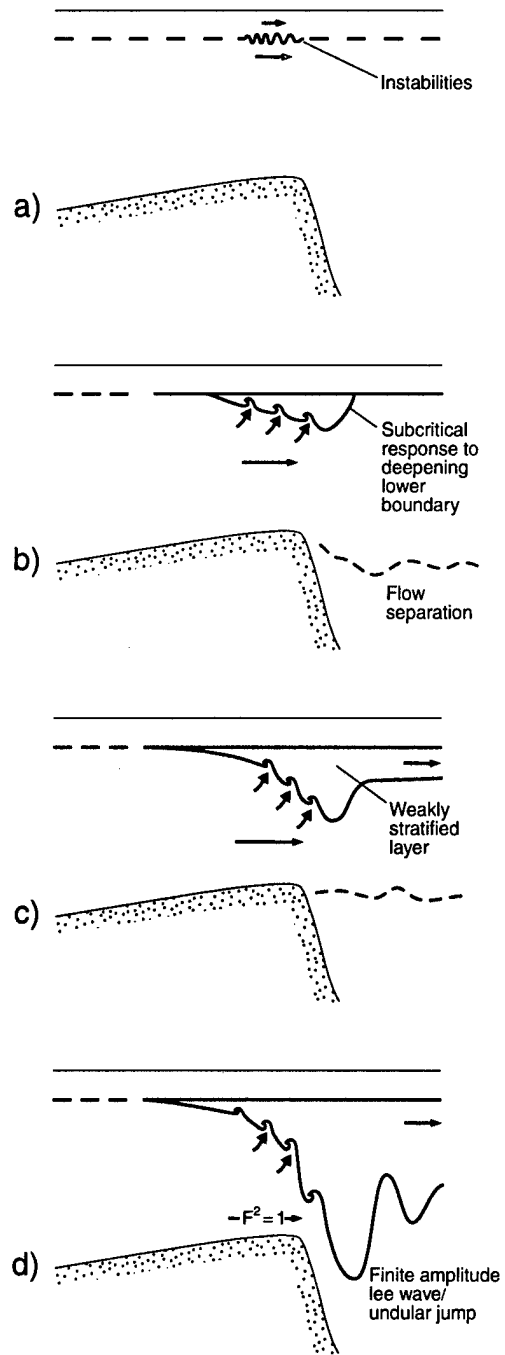 Instabilities
a)
Subcritical
response to
deepening
lower
boundary
b)
Flow
separation
Weakly
stratified
layer
c)
F² = 1
d)
Finite amplitude
lee wave/
undular jump